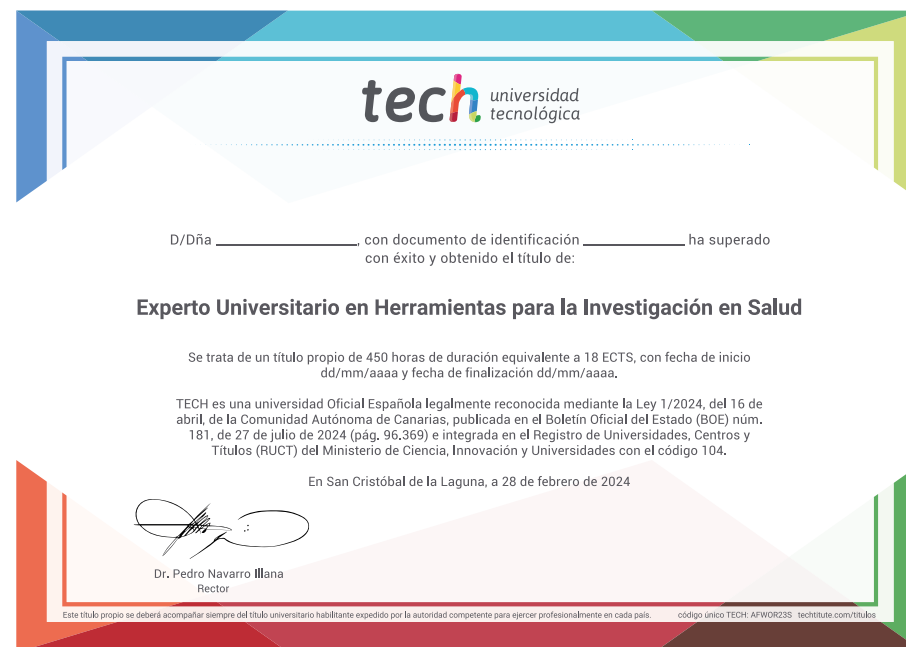 tech universidad
tecnológica
D/Dña ____________________, con documento de identificación ______________ ha superado
con éxito y obtenido el título de:
Experto Universitario en Herramientas para la Investigación en Salud
Se trata de un título propio de 450 horas de duración equivalente a 18 ECTS, con fecha de inicio
dd/mm/aaaa y fecha de finalización dd/mm/aaaa.
TECH es una universidad Oficial Española legalmente reconocida mediante la Ley 1/2024, del 16 de
abril, de la Comunidad Autónoma de Canarias, publicada en el Boletín Oficial del Estado (BOE) núm.
181, de 27 de julio de 2024 (pág. 96.369) e integrada en el Registro de Universidades, Centros y
Títulos (RUCT) del Ministerio de Ciencia, Innovación y Universidades con el código 104.
En San Cristóbal de la Laguna, a 28 de febrero de 2024
Dr. Pedro Navarro Illana
Rector
Este título propio se deberá acompañar siempre del título universitario habilitante expedido por la autoridad competente para ejercer profesionalmente en cada país. código único TECH: AFWOR23S techtitute.com/titulos